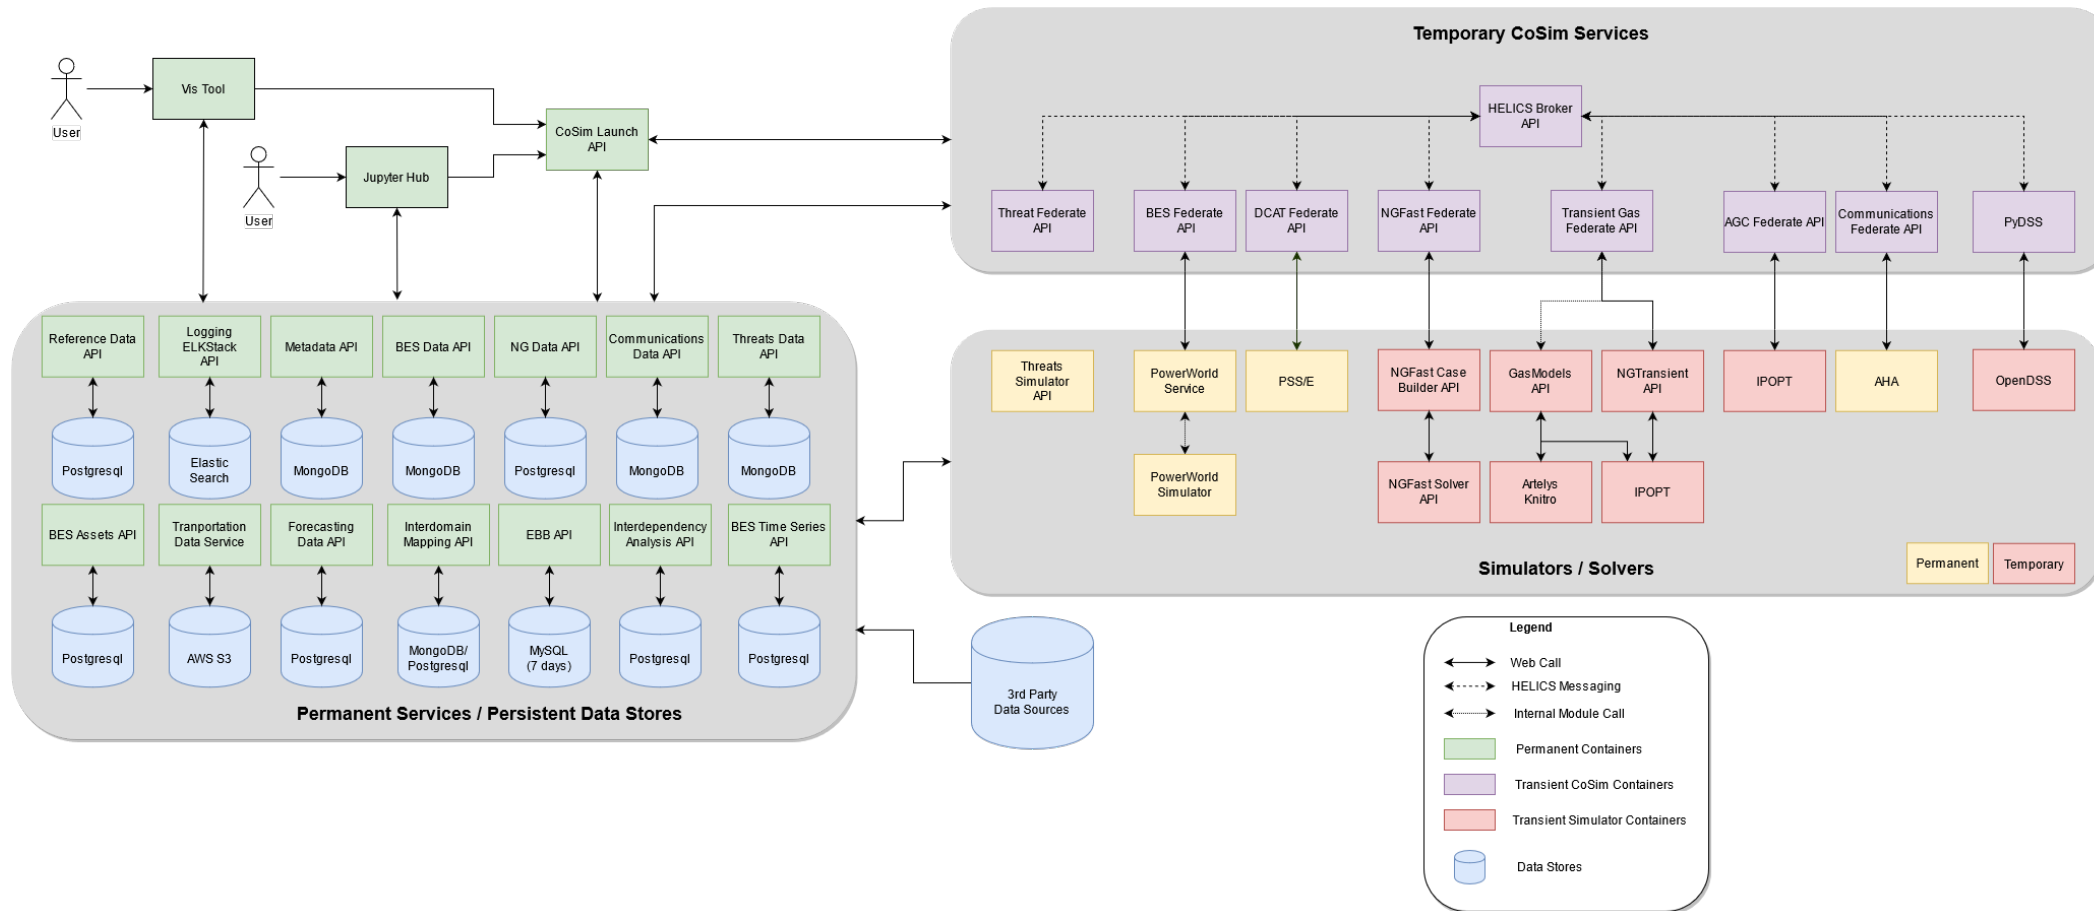 Temporary CoSim Services
User
Vis Tool
User
Jupyter Hub
CoSim Launch
API
HELICS Broker
API
Threat Federate
API
BES Federate
API
DCAT Federate
API
NGFast Federate
API
Transient Gas
Federate API
AGC Federate API
Communications
Federate API
PyDSS
Reference Data
API
Logging
ELKStack
API
Metadata API
BES Data API
NG Data API
Communications
Data API
Threats Data
API
Postgresql
Elastic
Search
MongoDB
MongoDB
Postgresql
MongoDB
MongoDB
BES Assets API
Tranportation
Data Service
Forecasting
Data API
Interdomain
Mapping API
EBB API
Interdependency
Analysis API
BES Time Series
API
Postgresql
AWS S3
Postgresql
MongoDB/
Postgresql
MySQL
(7 days)
Postgresql
Postgresql
Permanent Services / Persistent Data Stores
Threats
Simulator
API
PowerWorld
Service
PSS/E
NGFast Case
Builder API
GasModels
API
NGTransient
API
IPOPT
AHA
OpenDSS
PowerWorld
Simulator
NGFast Solver
API
Artelys
Knitro
IPOPT
Simulators / Solvers
Permanent
Temporary
3rd Party
Data Sources
Legend
Web Call
HELICS Messaging
Internal Module Call
Permanent Containers
Transient CoSim Containers
Transient Simulator Containers
Data Stores